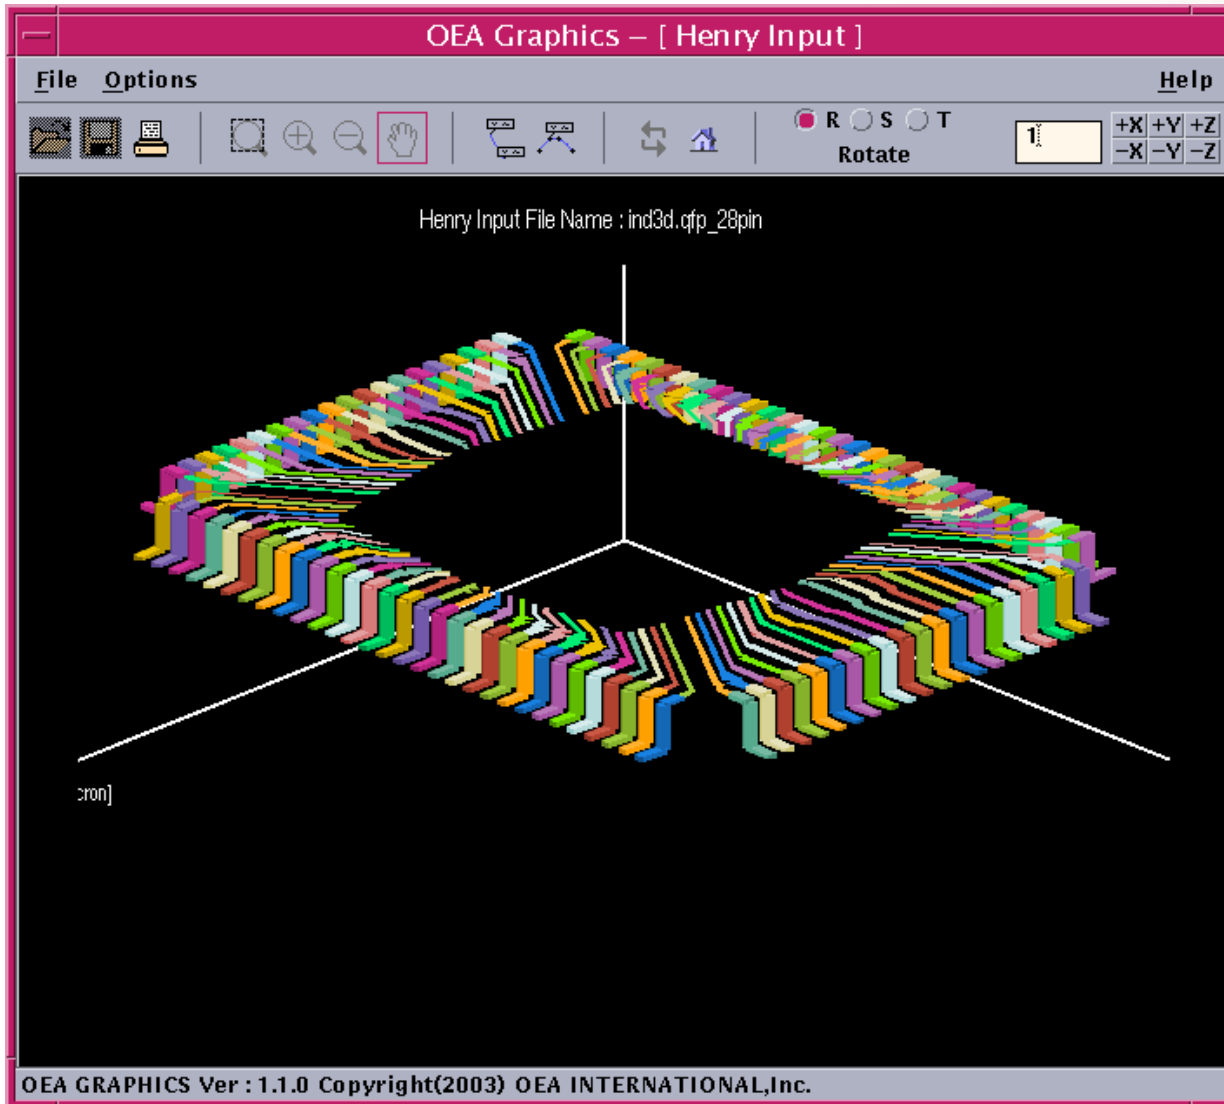 OEA Graphics – [ Henry Input ]
File Options Help
R S T
Rotate
1
+X +Y +Z
−X −Y −Z
Henry Input File Name : ind3d.qfp_28pin
cron]
OEA GRAPHICS Ver : 1.1.0 Copyright(2003) OEA INTERNATIONAL,Inc.